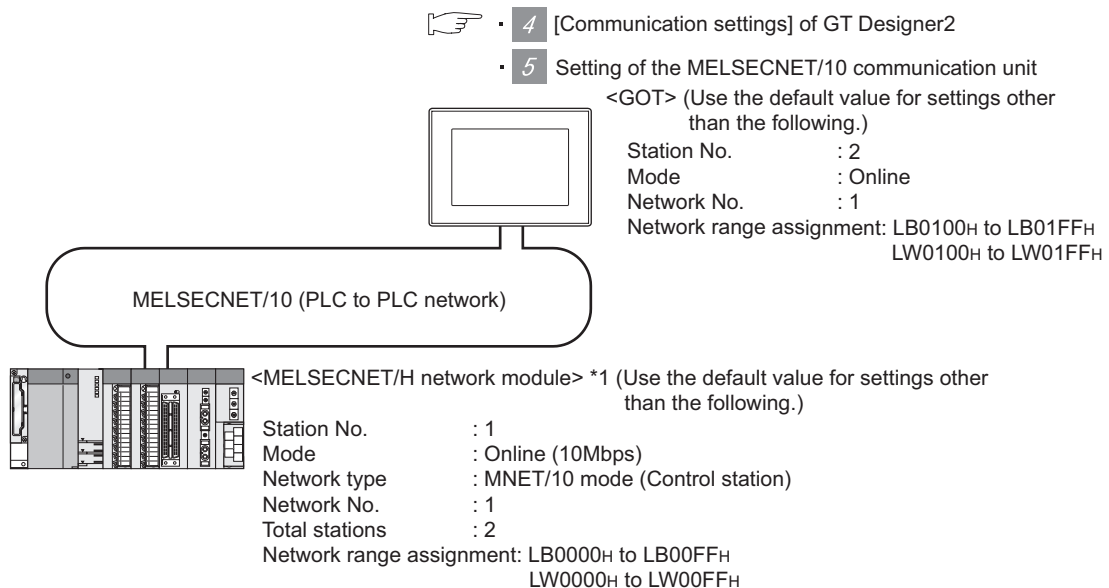 · 4 [Communication settings] of GT Designer2
· 5 Setting of the MELSECNET/10 communication unit
<GOT> (Use the default value for settings other
than the following.)
Station No. : 2
Mode : Online
Network No. : 1
Network range assignment: LB0100H to LB01FFH
LW0100H to LW01FFH
MELSECNET/10 (PLC to PLC network)
<MELSECNET/H network module> *1 (Use the default value for settings other
than the following.)
Station No. : 1
Mode : Online (10Mbps)
Network type : MNET/10 mode (Control station)
Network No. : 1
Total stations : 2
Network range assignment: LB0000H to LB00FFH
LW0000H to LW00FFH